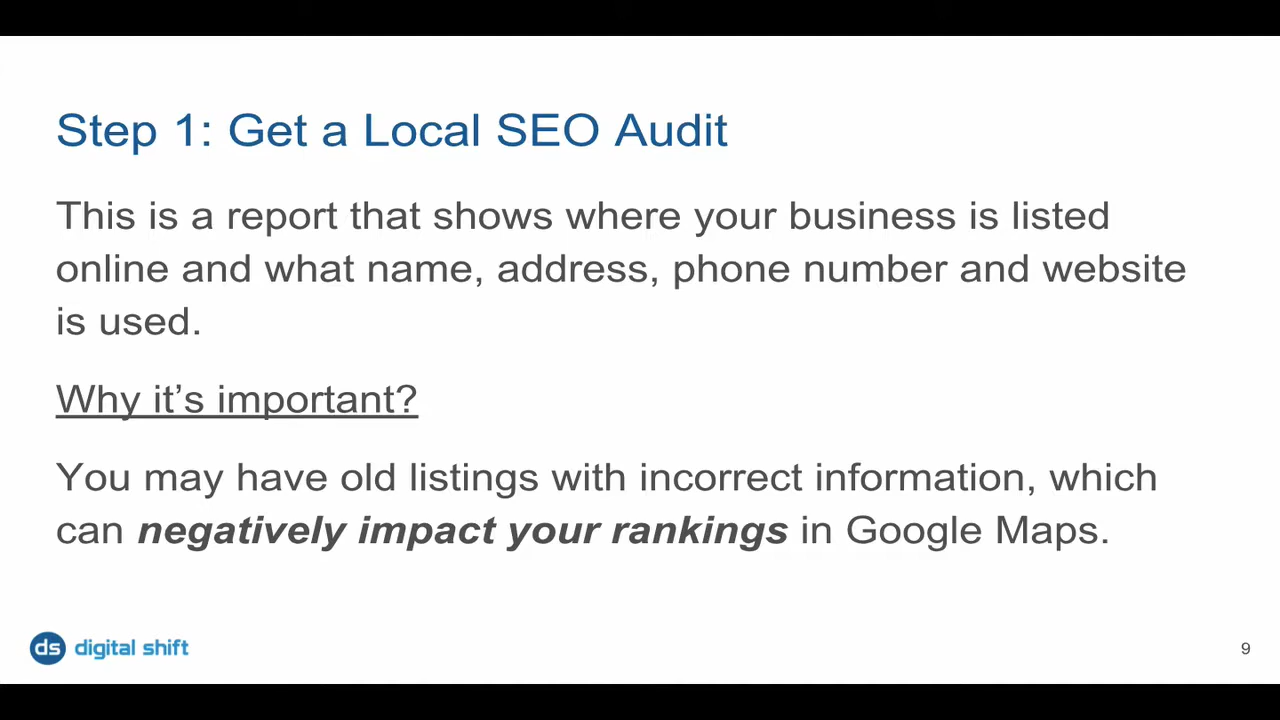 Step 1: Get a Local SEO Audit
This is a report that shows where your business is listed
online and what name, address, phone number and website
is used.
Why it’s important?
You may have old listings with incorrect information, which
can negatively impact your rankings in Google Maps.
ds digital shift
9